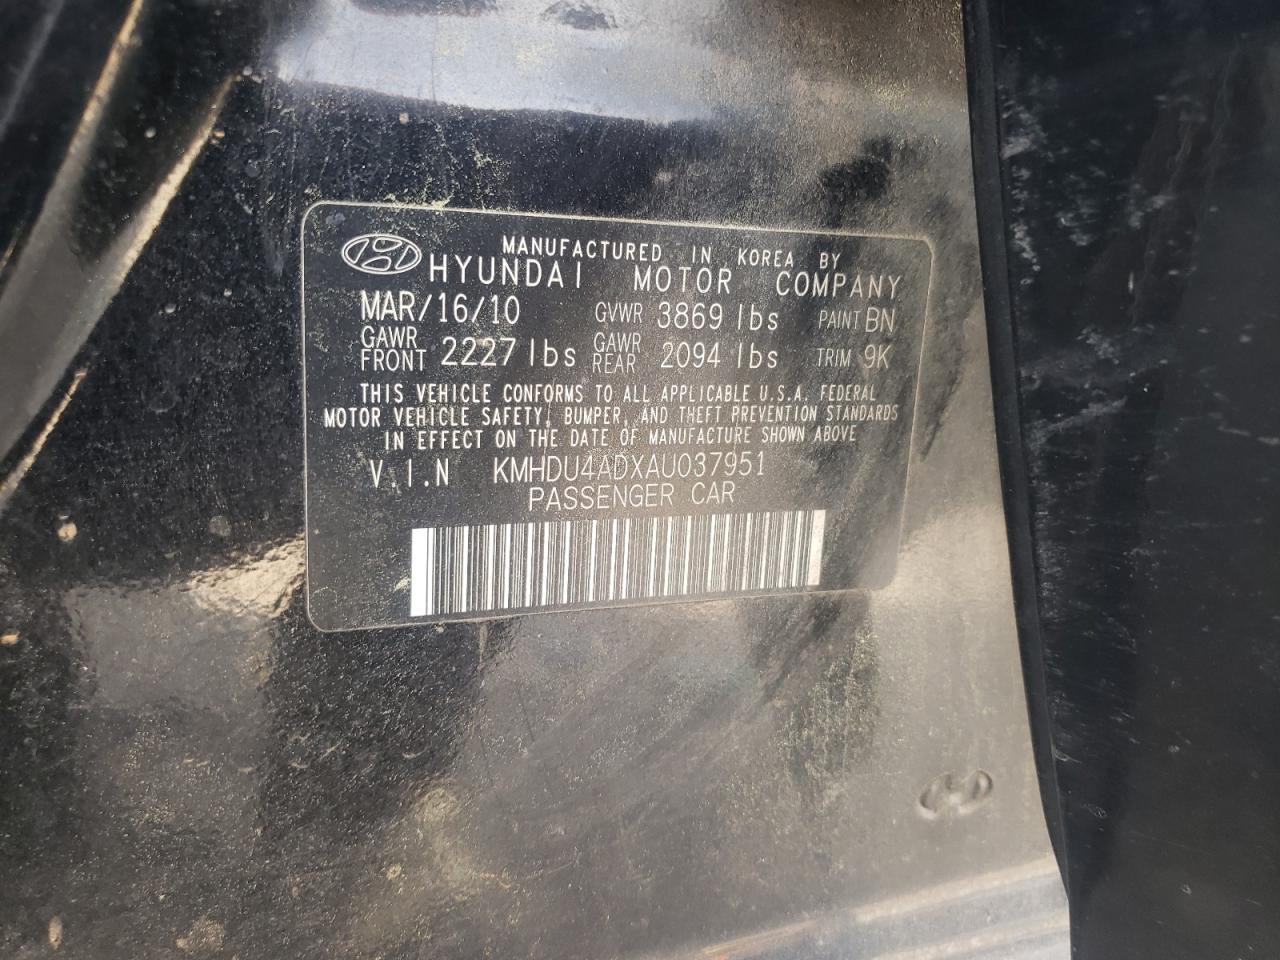 MANUFACTURED IN KOREA BY
HYUNDAI MOTOR COMPANY
MAR/16/10 GVWR 3869 lbs PAINT BN
GAWR FRONT 2227 lbs GAWR REAR 2094 lbs TRIM 9K
THIS VEHICLE CONFORMS TO ALL APPLICABLE U.S.A. FEDERAL
MOTOR VEHICLE SAFETY, BUMPER, AND THEFT PREVENTION STANDARDS
IN EFFECT ON THE DATE OF MANUFACTURE SHOWN ABOVE
V.I.N KMHDU4ADXAU037951
PASSENGER CAR